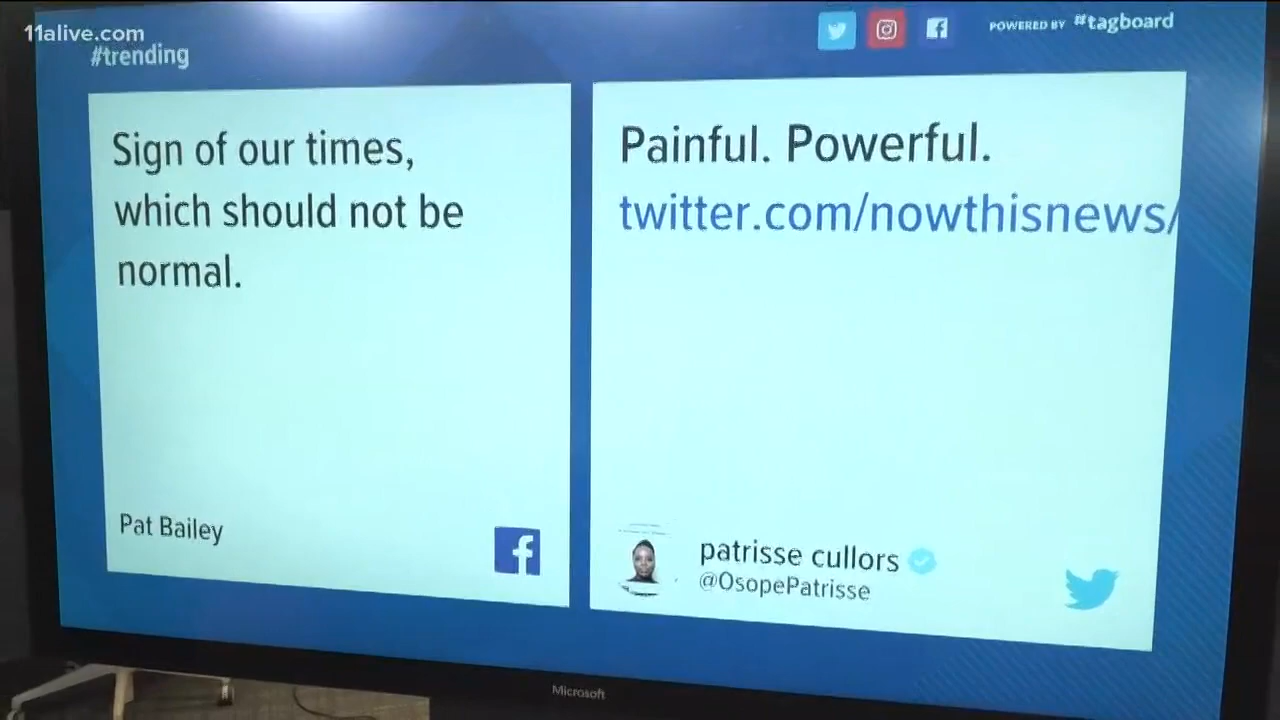 11alive.com
#trending
POWERED BY #tagboard
Sign of our times,
which should not be
normal.
Pat Bailey
Painful. Powerful.
twitter.com/nowthisnews/
patrisse cullors
@OsopePatrisse
Microsoft